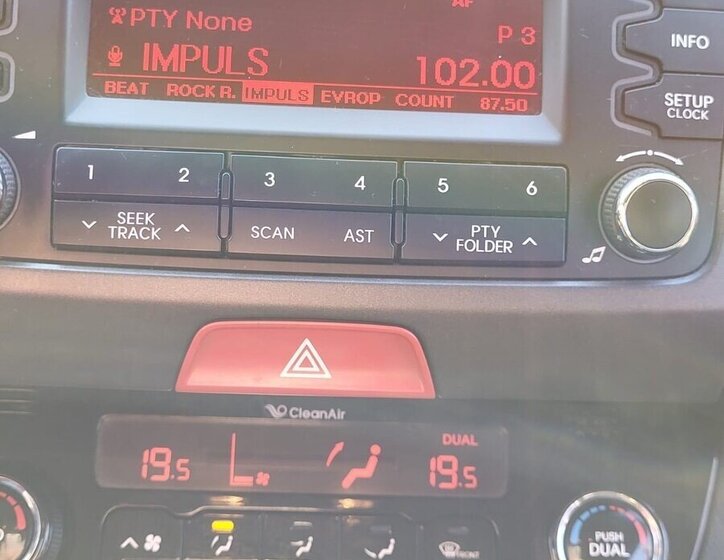 AF
PTY None
P 3
IMPULS
102.00
BEAT ROCK R. IMPULS EVROP COUNT 87.50
INFO
SETUP
CLOCK
1 2 3 4 5 6
SEEK
TRACK
SCAN
AST
PTY
FOLDER
CleanAir
DUAL
19.5
19.5
FRONT
PUSH
DUAL